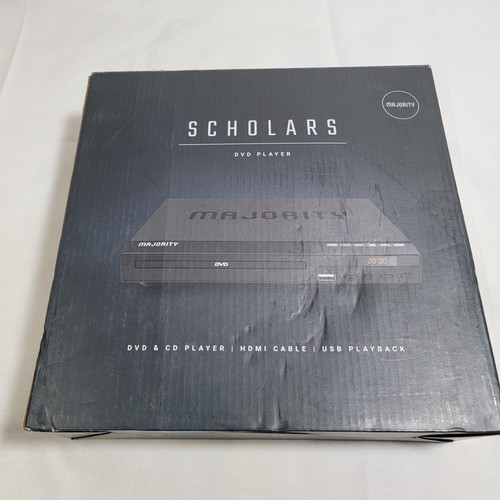 MAJORITY
SCHOLARS
DVD PLAYER
MAJORITY
MAJORITY
DVD
20:00
DVD & CD PLAYER | HDMI CABLE | USB PLAYBACK